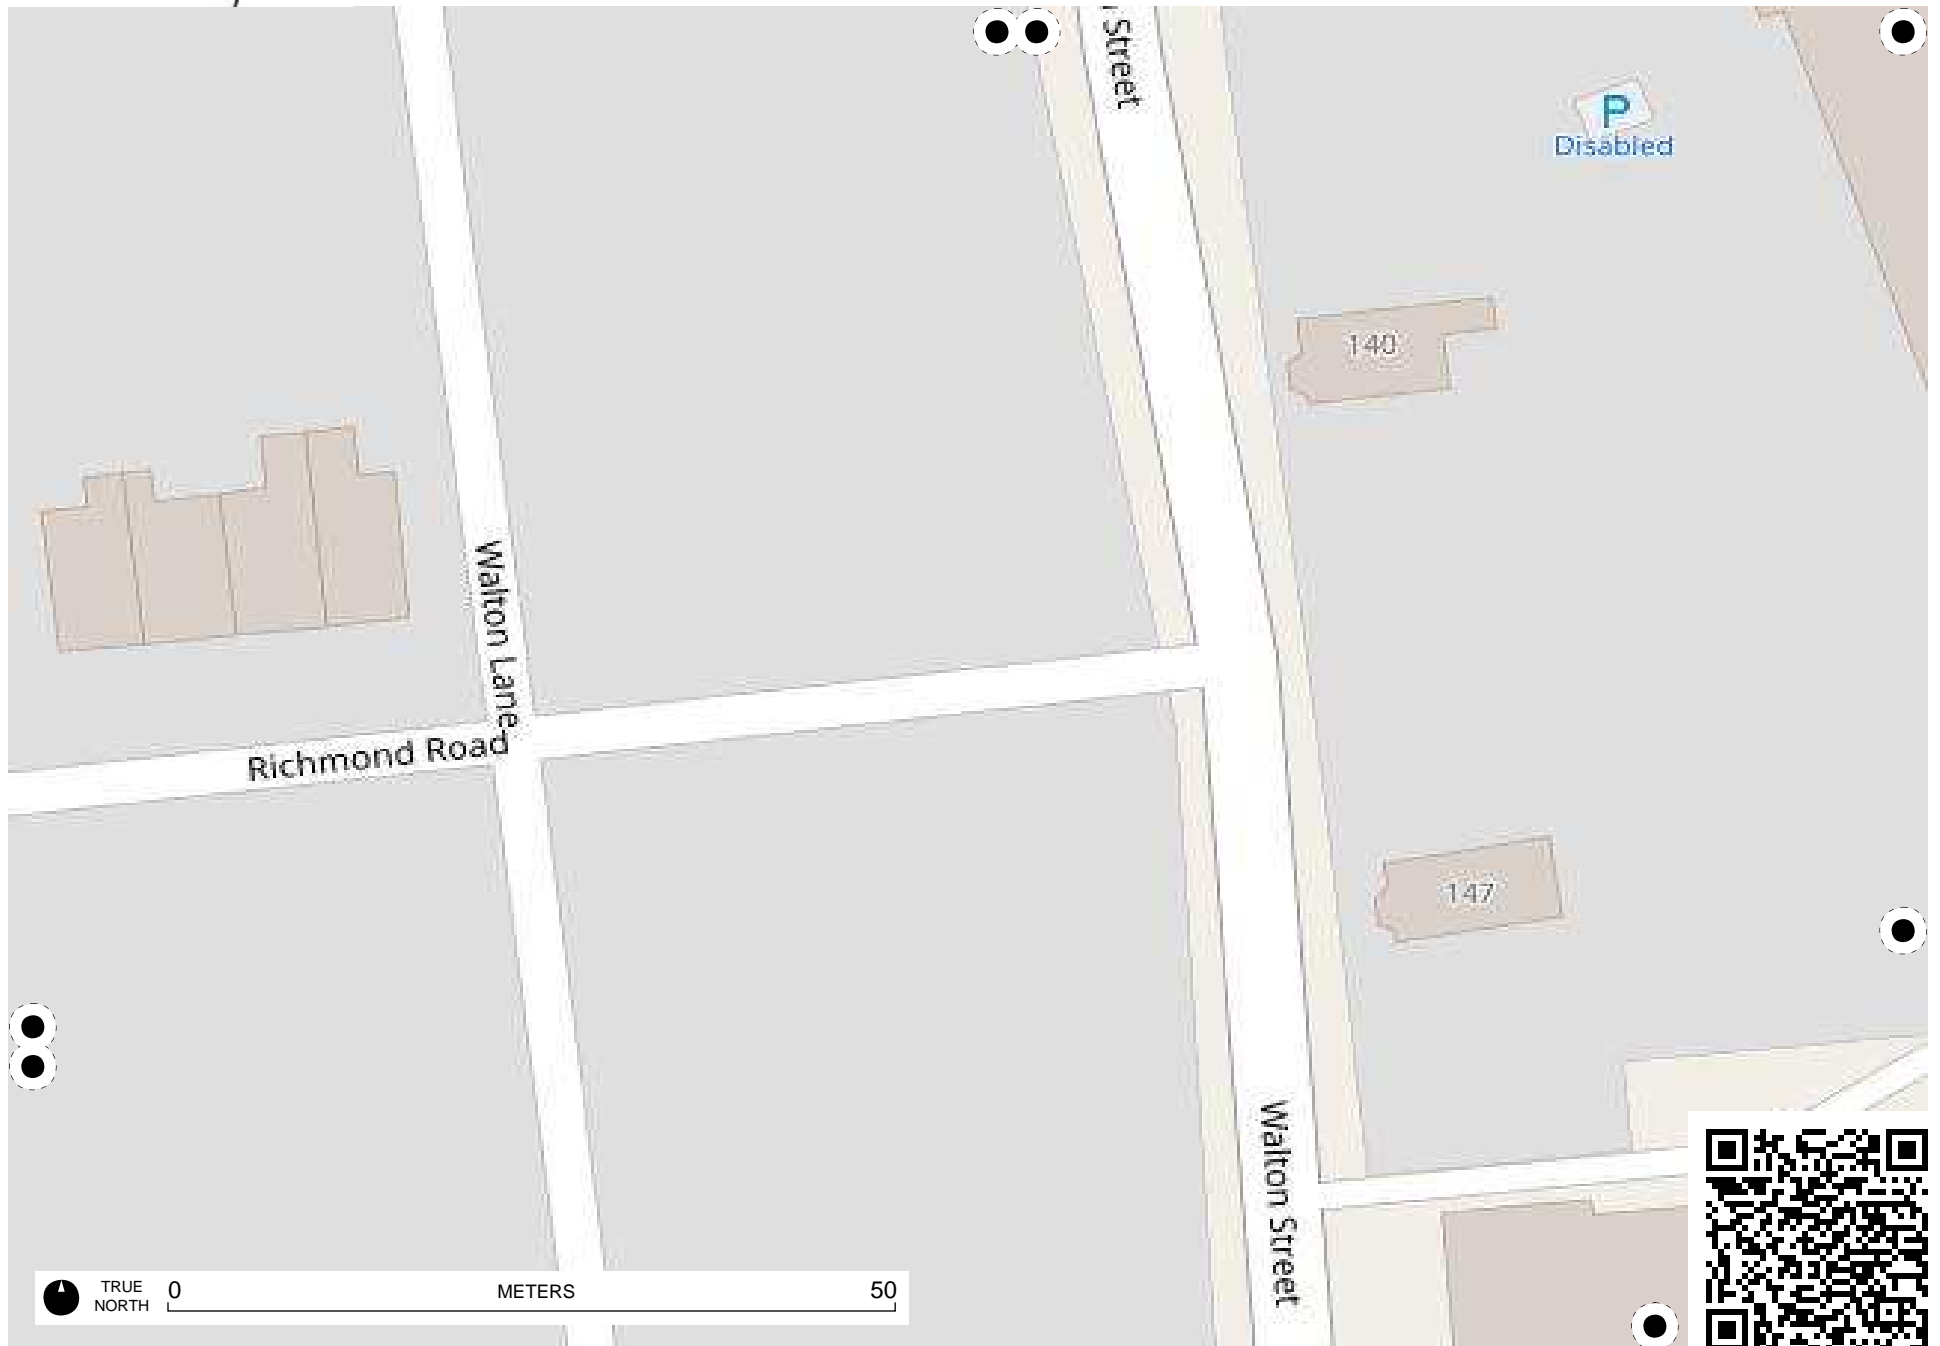 Street
P
Disabled
140
Walton Lane
Richmond Road
147
Walton Street
TRUE NORTH
0 METERS 50